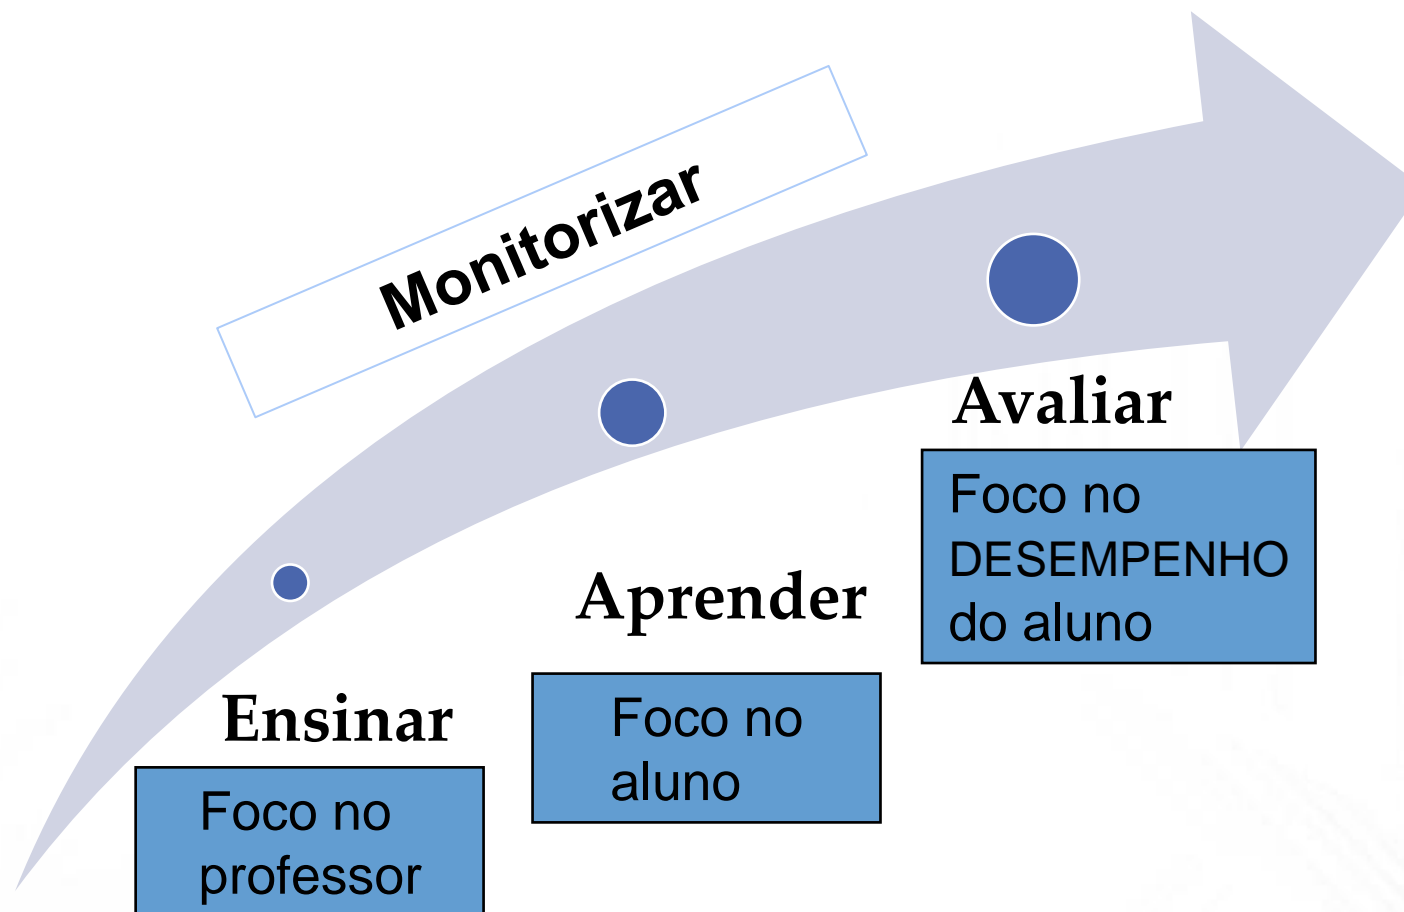 Monitorizar
Avaliar
Foco no
DESEMPENHO
do aluno
Aprender
Foco no
aluno
Ensinar
Foco no
professor